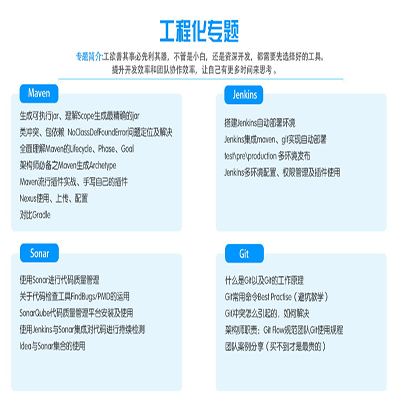 工程化专题
专题简介:工欲善其事必先利其器，不管是小白，还是资深开发，都需要先选择好的工具。
提升开发效率和团队协作效率，让自己有更多时间来思考 。
Maven
生成可执行jar、理解Scope生成最精确的jar
类冲突、包依赖 NoClassDefFoundError问题定位及解决
全面理解Maven的Lifecycle、Phase、Goal
架构师必备之Maven生成Archetype
Maven流行插件实战、手写自己的插件
Nexus使用、上传、配置
对比Gradle
Jenkins
搭建Jenkins自动部署环境
Jenkins集成maven、git实现自动部署
test\pre\production 多环境发布
Jenkins多环境配置、权限管理及插件使用
Sonar
使用Sonar进行代码质量管理
关于代码检查工具FindBugs/PMD的运用
SonarQube代码质量管理平台安装及使用
使用Jenkins与Sonar集成对代码进行持续检测
Idea与Sonar集合的使用
Git
什么是Git以及Git的工作原理
Git常用命令Best Practise（避坑教学）
Git冲突怎么引起的，如何解决
架构师职责：Git Flow规范团队Git使用规程
团队案例分享（买不到才是最贵的）